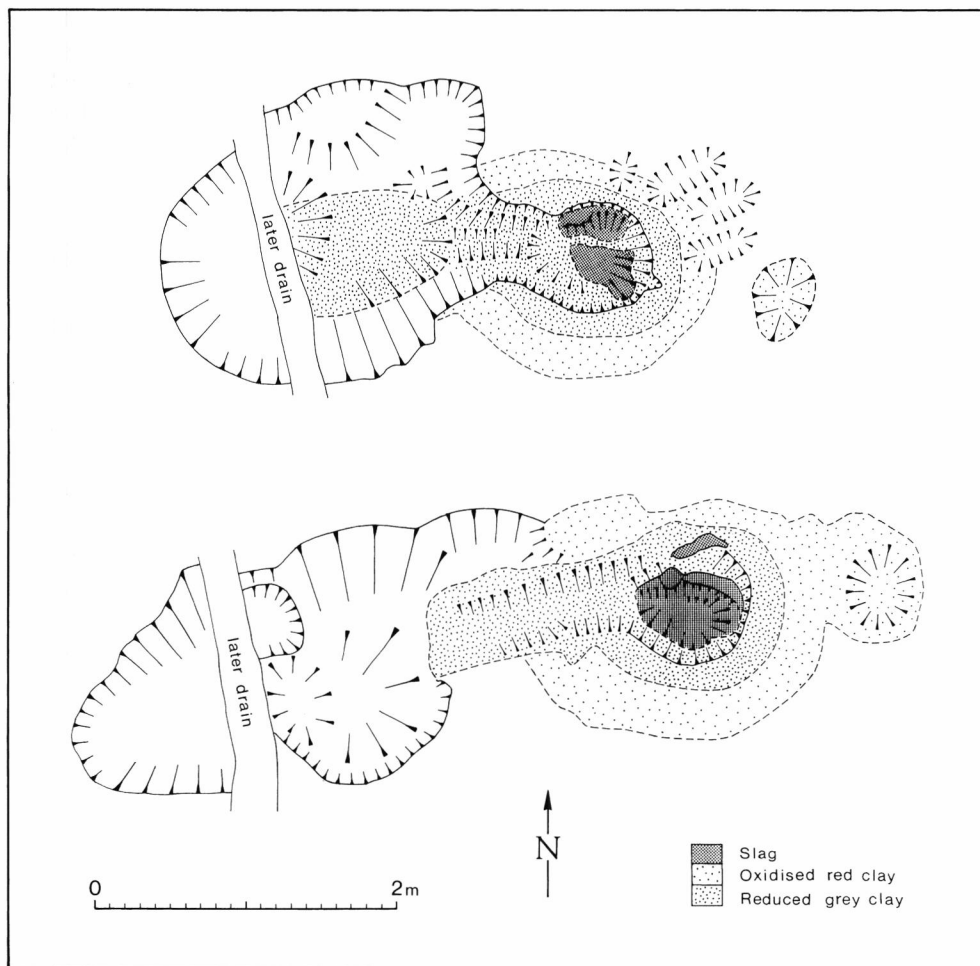 later drain
later drain
N
0 2m
Slag
Oxidised red clay
Reduced grey clay